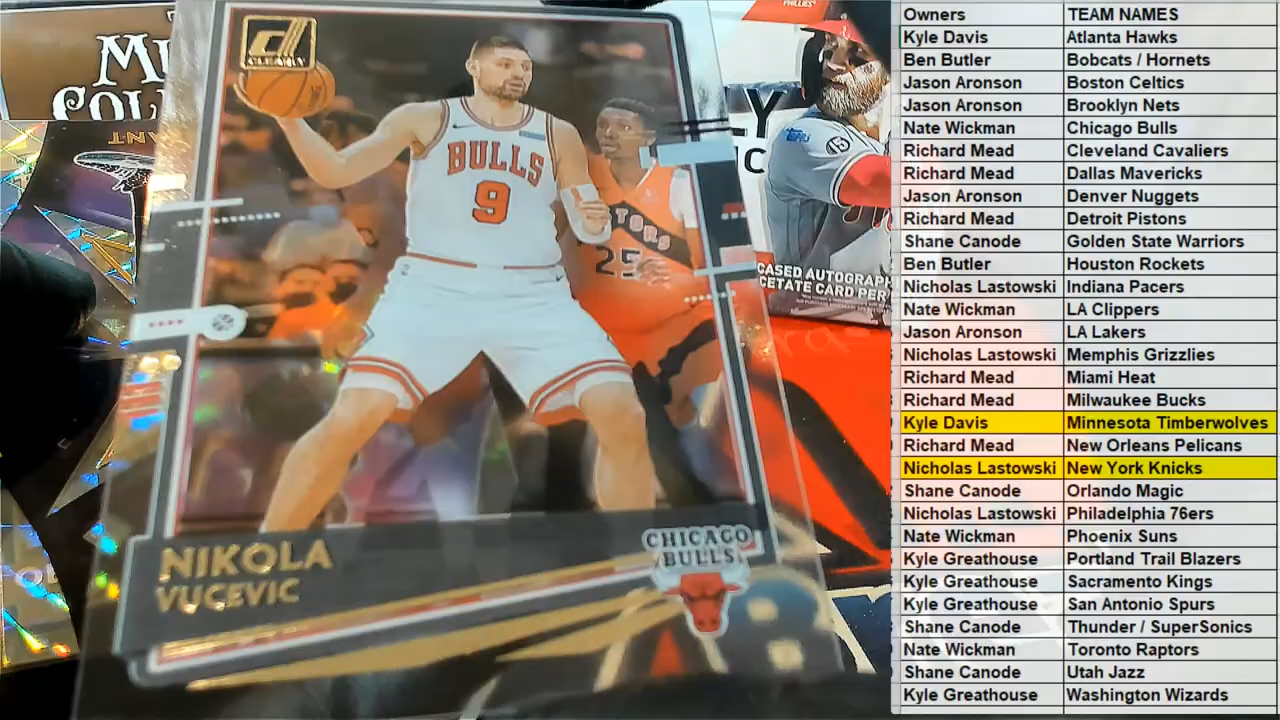 PHILLIES
CLEARLY
BULLS
9
RAPTORS
25
15
CASED AUTOGRAPH
CETATE CARD PER
NIKOLA
VUCEVIC
CHICAGO
BULLS
Owners TEAM NAMES
Kyle Davis Atlanta Hawks
Ben Butler Bobcats / Hornets
Jason Aronson Boston Celtics
Jason Aronson Brooklyn Nets
Nate Wickman Chicago Bulls
Richard Mead Cleveland Cavaliers
Richard Mead Dallas Mavericks
Jason Aronson Denver Nuggets
Richard Mead Detroit Pistons
Shane Canode Golden State Warriors
Ben Butler Houston Rockets
Nicholas Lastowski Indiana Pacers
Nate Wickman LA Clippers
Jason Aronson LA Lakers
Nicholas Lastowski Memphis Grizzlies
Richard Mead Miami Heat
Richard Mead Milwaukee Bucks
Kyle Davis Minnesota Timberwolves
Richard Mead New Orleans Pelicans
Nicholas Lastowski New York Knicks
Shane Canode Orlando Magic
Nicholas Lastowski Philadelphia 76ers
Nate Wickman Phoenix Suns
Kyle Greathouse Portland Trail Blazers
Kyle Greathouse Sacramento Kings
Kyle Greathouse San Antonio Spurs
Shane Canode Thunder / SuperSonics
Nate Wickman Toronto Raptors
Shane Canode Utah Jazz
Kyle Greathouse Washington Wizards